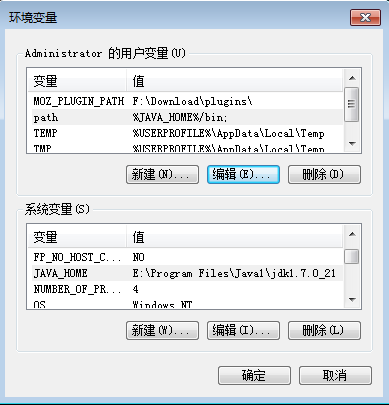 环境变量
Administrator 的用户变量(U)
变量 值
MOZ_PLUGIN_PATH F:\Download\plugins\
path %JAVA_HOME%/bin;
TEMP %USERPROFILE%\AppData\Local\Temp
TMP %USERPROFILE%\AppData\Local\Temp
新建(N)... 编辑(E)... 删除(D)
系统变量(S)
变量 值
FP_NO_HOST_C... NO
JAVA_HOME E:\Program Files\Java1\jdk1.7.0_21
NUMBER_OF_PR... 4
OS Windows_NT
新建(W)... 编辑(I)... 删除(L)
确定 取消